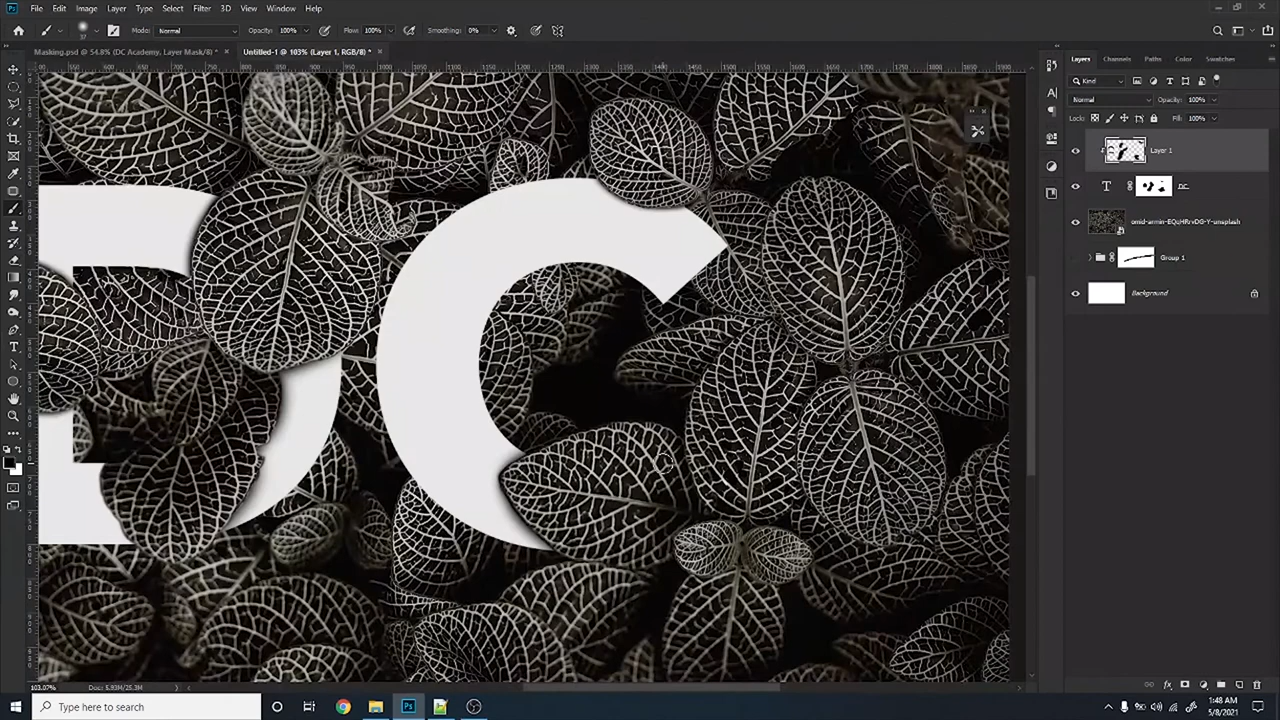 File Edit Image Layer Type Select Filter 3D View Window Help
Mode: Normal Opacity: 100% Flow: 100% Smoothing: 0%
Masking.psd @ 54.8% (DC Academy, Layer Mask/8) * × Untitled-1 @ 103% (Layer 1, RGB/8) * ×
Layers Channels Paths Color Swatches
Kind
Normal Opacity: 100%
Lock: Fill: 100%
Layer 1
DC
omid-armin-EQqHRrvDG-Y-unsplash
Group 1
Background
DC
103.07% Doc: 5.93M/25.3M
Type here to search
1:48 AM
5/8/2021